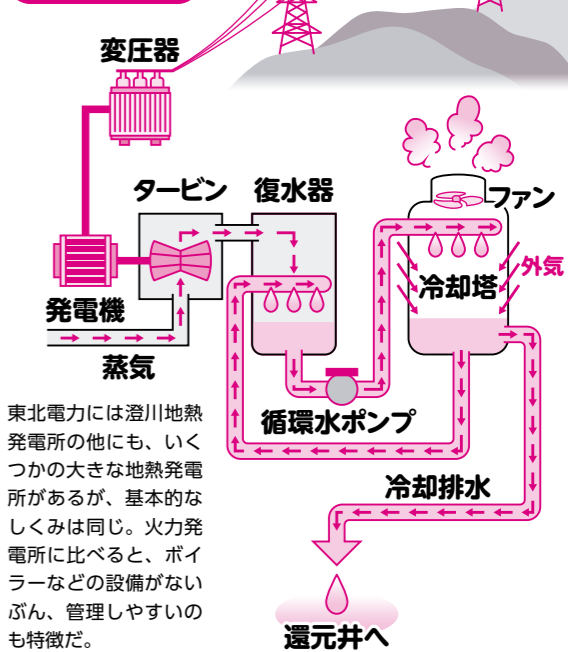 変圧器
タービン
復水器
ファン
外気
冷却塔
発電機
蒸気
循環水ポンプ
冷却排水
還元井へ
東北電力には澄川地熱
発電所の他にも、いく
つかの大きな地熱発電
所があるが、基本的な
しくみは同じ。火力発
電所に比べると、ボイ
ラーなどの設備がない
ぶん、管理しやすいの
も特徴だ。